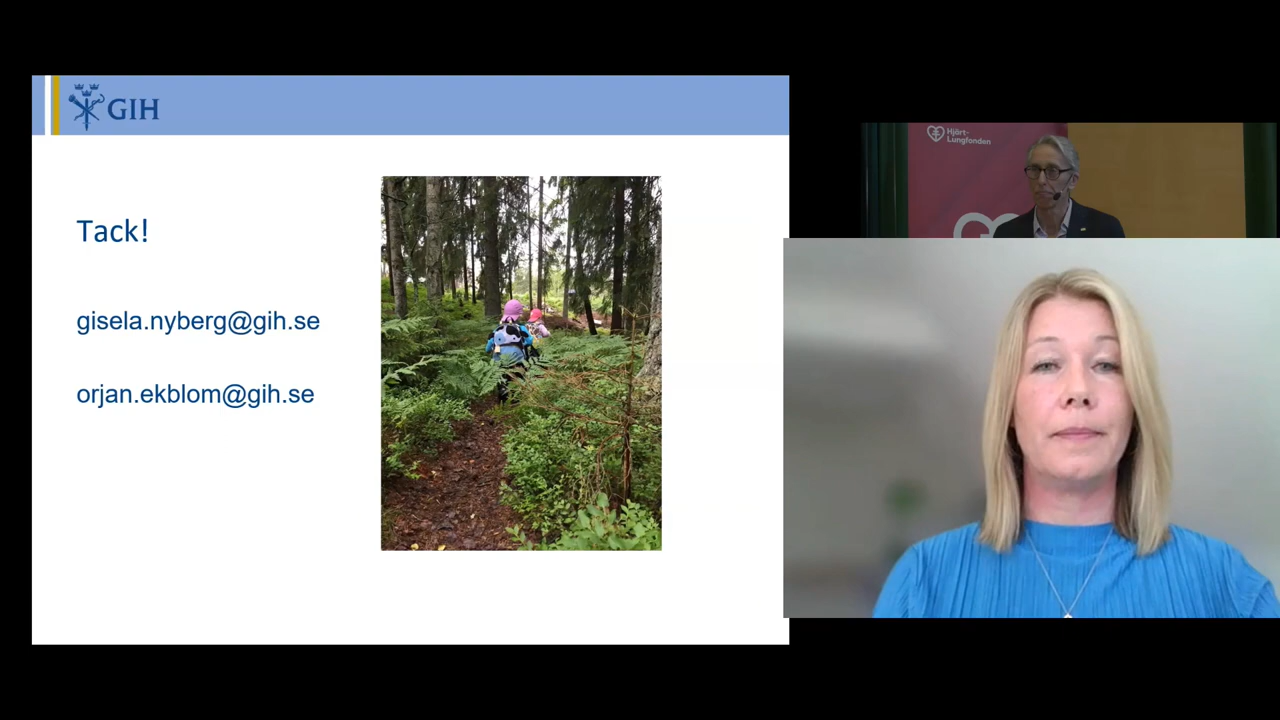 GIH
Tack!
gisela.nyberg@gih.se
orjan.ekblom@gih.se
Hjärt-
Lungfonden